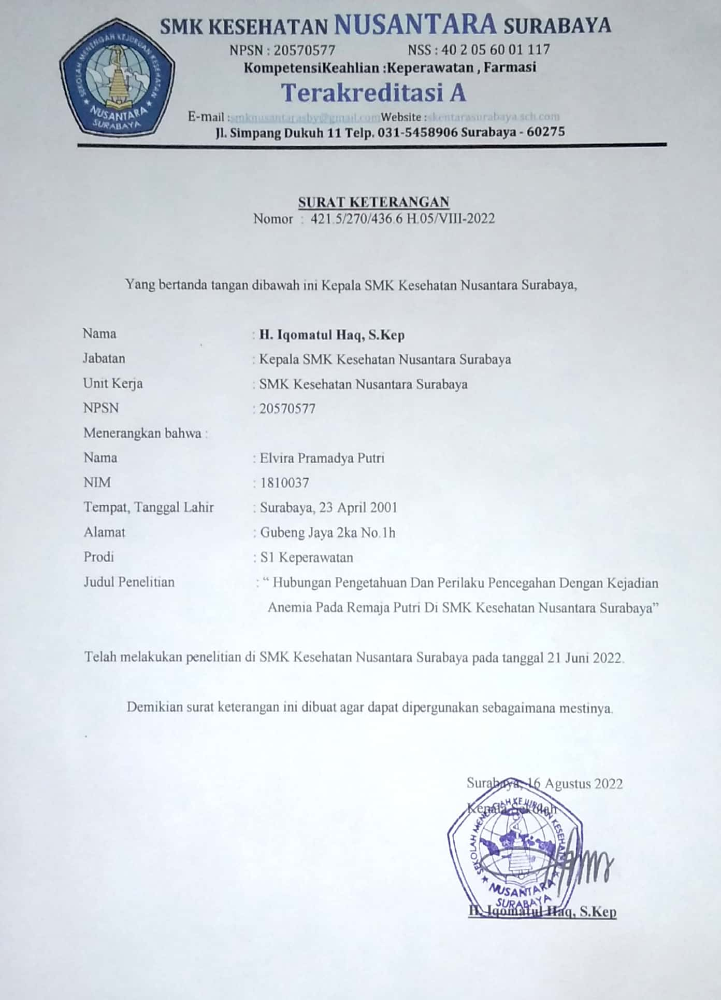 SMK KESEHATAN NUSANTARA SURABAYA
NPSN : 20570577 NSS : 40 2 05 60 01 117
KompetensiKeahlian :Keperawatan , Farmasi
Terakreditasi A
E-mail :smknusantarasby@gmail.comWebsite :skentarasurabaya.sch.com
Jl. Simpang Dukuh 11 Telp. 031-5458906 Surabaya - 60275
SEKOLAH MENENGAH KEJURUAN KESEHATAN
NUSANTARA
SURABAYA
SURAT KETERANGAN
Nomor : 421.5/270/436.6 H.05/VIII-2022
Yang bertanda tangan dibawah ini Kepala SMK Kesehatan Nusantara Surabaya,
Nama : H. Iqomatul Haq, S.Kep
Jabatan : Kepala SMK Kesehatan Nusantara Surabaya
Unit Kerja : SMK Kesehatan Nusantara Surabaya
NPSN : 20570577
Menerangkan bahwa :
Nama : Elvira Pramadya Putri
NIM : 1810037
Tempat, Tanggal Lahir : Surabaya, 23 April 2001
Alamat : Gubeng Jaya 2ka No.1h
Prodi : S1 Keperawatan
Judul Penelitian : “ Hubungan Pengetahuan Dan Perilaku Pencegahan Dengan Kejadian
Anemia Pada Remaja Putri Di SMK Kesehatan Nusantara Surabaya”
Telah melakukan penelitian di SMK Kesehatan Nusantara Surabaya pada tanggal 21 Juni 2022.
Demikian surat keterangan ini dibuat agar dapat dipergunakan sebagaimana mestinya.
Surabaya, 16 Agustus 2022
Kepala Sekolah
SEKOLAH MENENGAH KEJURUAN KESEHATAN
NUSANTARA
SURABAYA
H. Iqomatul Haq, S.Kep